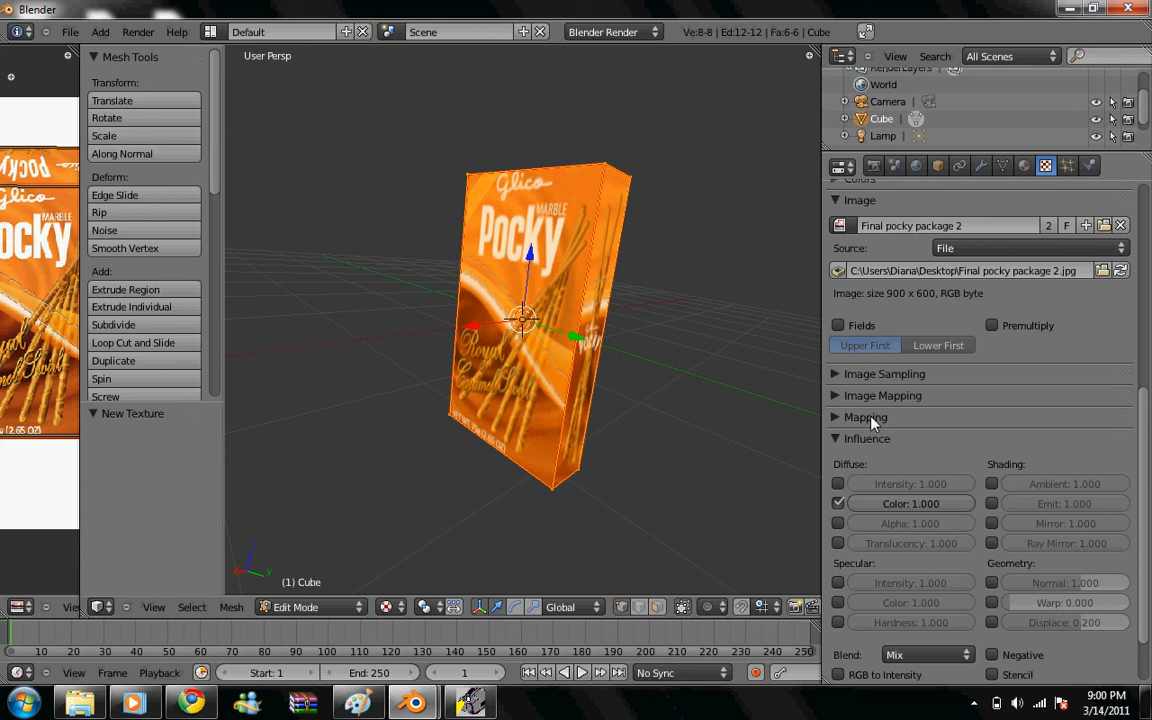 Blender
File Add Render Help Default Scene Blender Render Ve:8-8 | Ed:12-12 | Fa:6-6 | Cube
Mesh Tools
Transform:
Translate
Rotate
Scale
Along Normal
Deform:
Edge Slide
Rip
Noise
Smooth Vertex
Add:
Extrude Region
Extrude Individual
Subdivide
Loop Cut and Slide
Duplicate
Spin
Screw
New Texture
POCKY
MARBLE
ocky
User Persp
Glico
MARBLE
Pocky
Royal
Caramel Swirl
(1) Cube
View Search All Scenes
RenderLayers
World
Camera
Cube
Lamp
Colors
Image
Final pocky package 2 2 F
Source: File
C:\Users\Diana\Desktop\Final pocky package 2.jpg
Image: size 900 x 600, RGB byte
Fields Premultiply
Upper First Lower First
Image Sampling
Image Mapping
Mapping
Influence
Diffuse: Shading:
Intensity: 1.000 Ambient: 1.000
Color: 1.000 Emit: 1.000
Alpha: 1.000 Mirror: 1.000
Translucency: 1.000 Ray Mirror: 1.000
Specular: Geometry:
Intensity: 1.000 Normal: 1.000
Color: 1.000 Warp: 0.000
Hardness: 1.000 Displace: 0.200
Blend: Mix Negative
RGB to Intensity Stencil
Vie View Select Mesh Edit Mode Global
10 20 30 40 50 60 70 80 90 100 110 120 130 140 150 160 170 180 190 200 210 220 230 240 250
View Frame Playback Start: 1 End: 250 1 No Sync
9:00 PM
3/14/2011